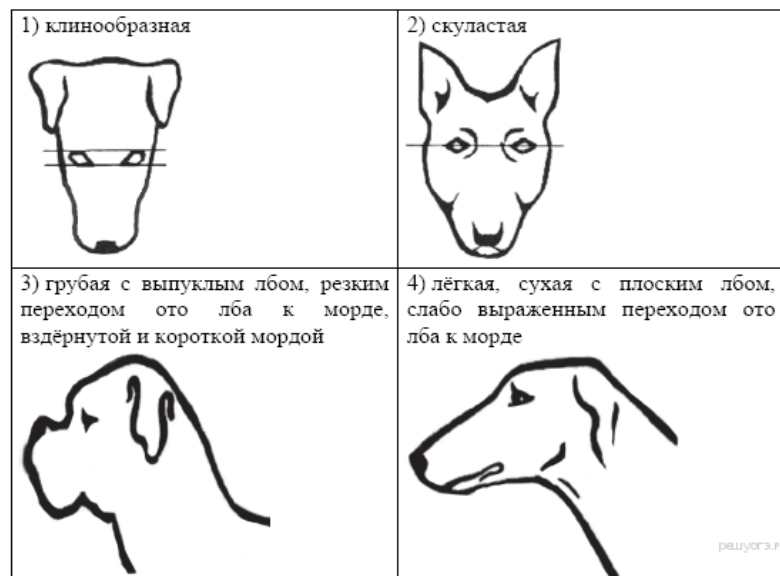 1) клинообразная
2) скуластая
3) грубая с выпуклым лбом, резким
переходом ото лба к морде,
вздёрнутой и короткой мордой
4) лёгкая, сухая с плоским лбом,
слабо выраженным переходом ото
лба к морде